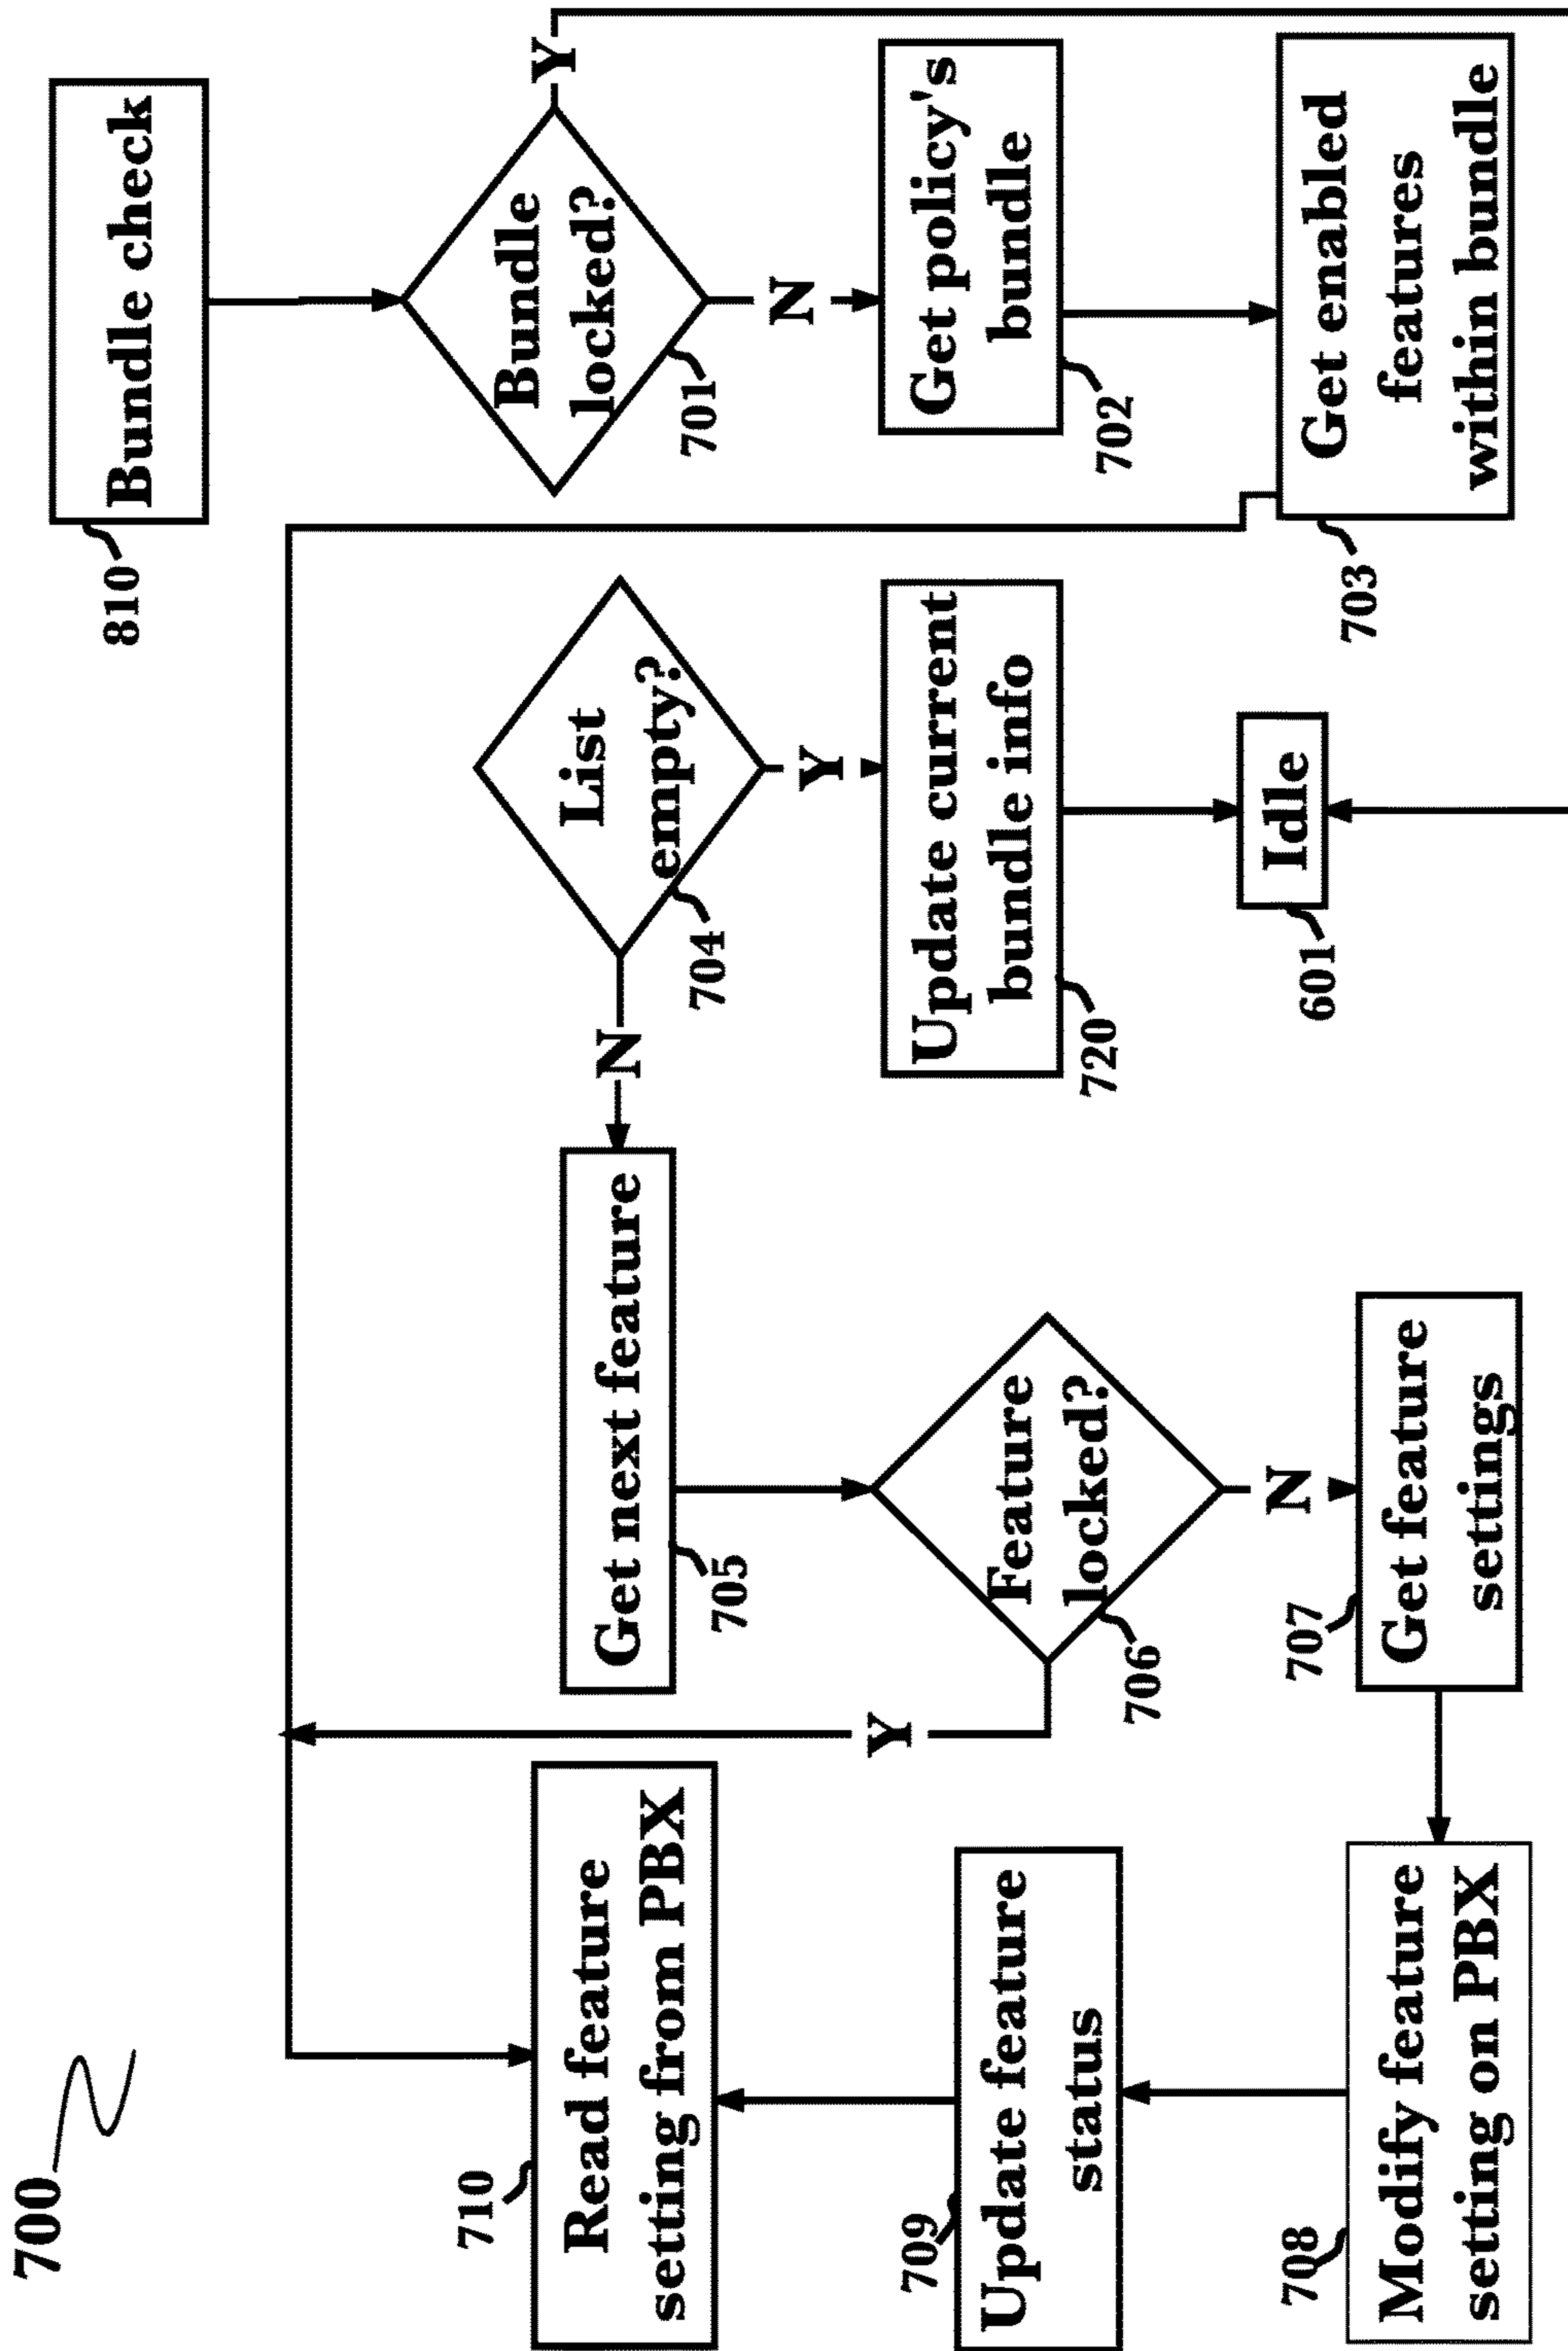 700
810
Bundle check
Bundle
locked?
701
Y
N
Get policy's
bundle
702
Get enabled
features
within bundle
703
List
empty?
704
N
Y
Update current
bundle info
720
Idle
601
Get next feature
705
Feature
locked?
706
Y
N
Get feature
settings
707
Modify feature
setting on PBX
708
Update feature
status
709
Read feature
setting from PBX
710